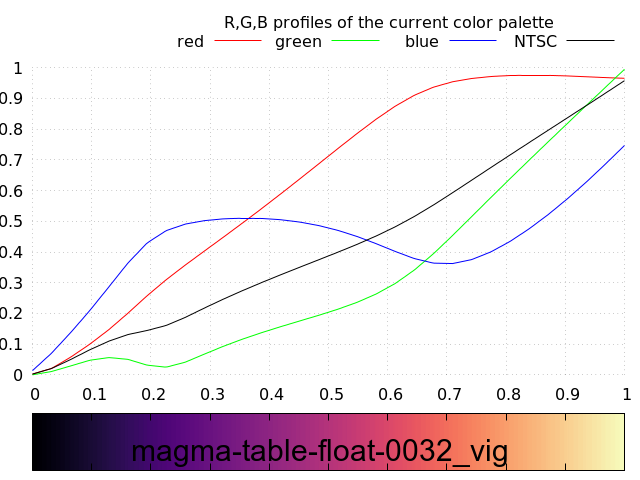 R,G,B profiles of the current color palette
red green blue NTSC
1
0.9
0.8
0.7
0.6
0.5
0.4
0.3
0.2
0.1
0
0 0.1 0.2 0.3 0.4 0.5 0.6 0.7 0.8 0.9 1
magma-table-float-0032_vig